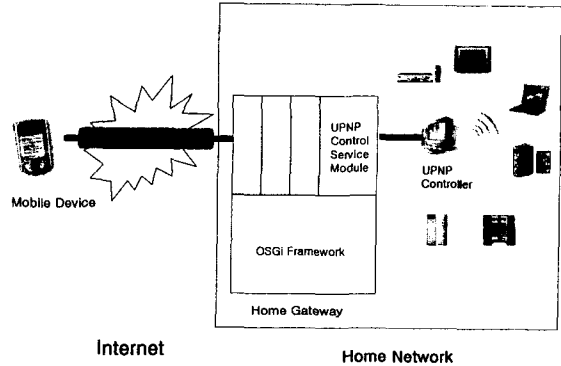 UPNP
Control
Service
Module
UPNP
Controller
Mobile Device
OSGi Framework
Home Gateway
Internet
Home Network